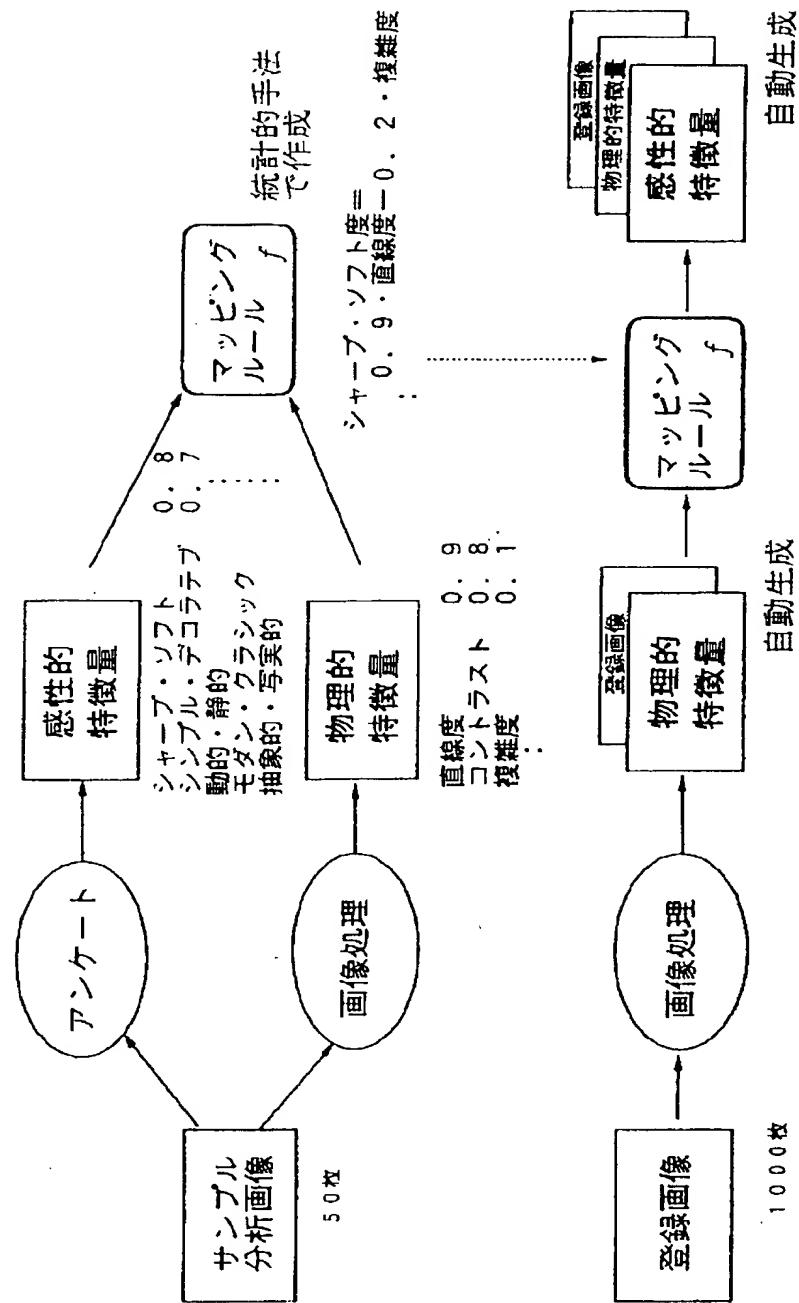 サンプル
分析画像
50枚
アンケート
画像処理
感性的
特徴量
シャープ・ソフト 0.8
シンプル・デコラテブ 0.7
動的・静的
モダン・クラシック
抽象的・写実的
物理的
特徴量
直線度 0.9
コントラスト 0.8
複雑度 0.1
マッピング
ルール f
統計的手法
で作成
シャープ・ソフト度=
0.9・直線度−0.2・複雑度
登録画像
1000枚
画像処理
登録画像
物理的
特徴量
自動生成
マッピング
ルール f
登録画像
物理的特徴量
感性的
特徴量
自動生成